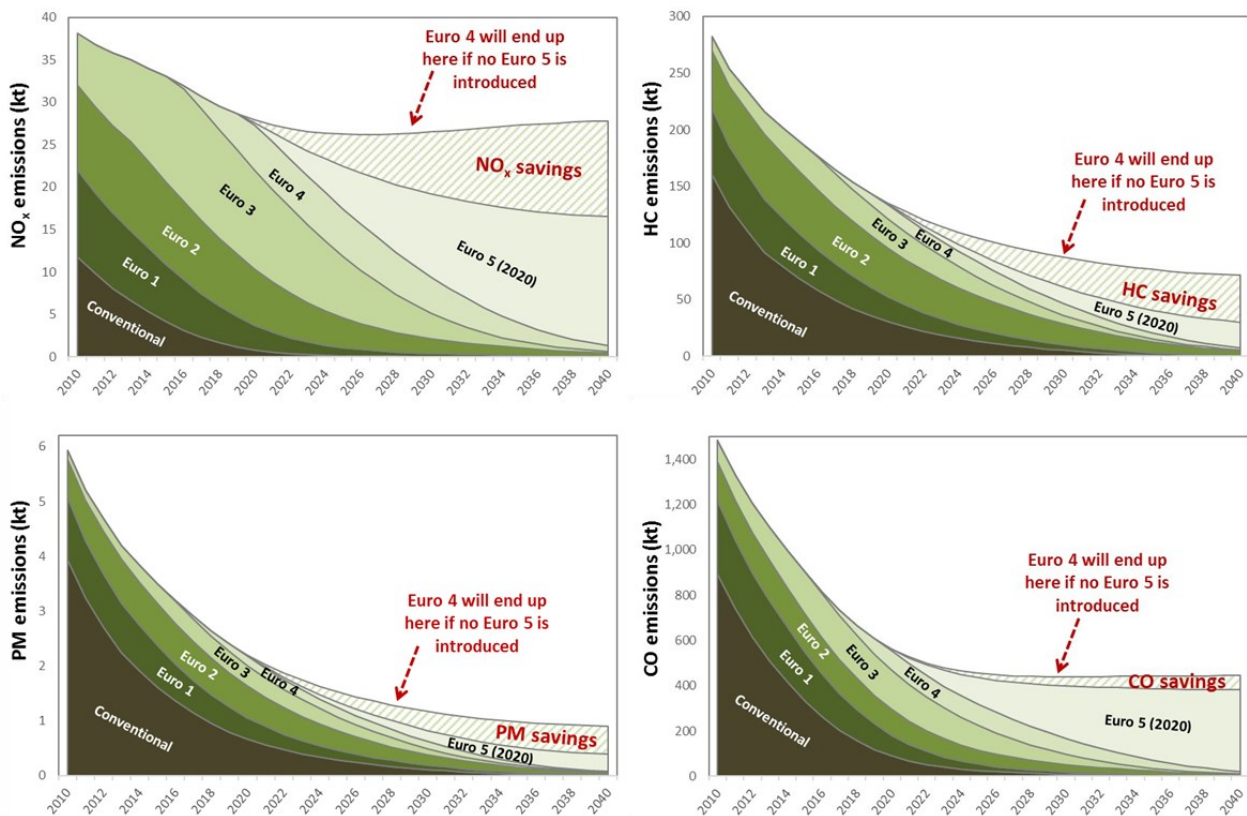 NOx emissions (kt)
40
35
30
25
20
15
10
5
0
Euro 4 will end up
here if no Euro 5 is
introduced
NOx savings
Euro 4
Euro 3
Euro 2
Euro 5 (2020)
Euro 1
Conventional
2010 2012 2014 2016 2018 2020 2022 2024 2026 2028 2030 2032 2034 2036 2038 2040
HC emissions (kt)
300
250
200
150
100
50
0
Euro 4 will end up
here if no Euro 5 is
introduced
Euro 3
Euro 4
Euro 2
HC savings
Euro 1
Euro 5 (2020)
Conventional
2010 2012 2014 2016 2018 2020 2022 2024 2026 2028 2030 2032 2034 2036 2038 2040
PM emissions (kt)
6
5
4
3
2
1
0
Euro 4 will end up
here if no Euro 5 is
introduced
Euro 2
Euro 3
Euro 4
Euro 1
PM savings
Conventional
Euro 5 (2020)
2010 2012 2014 2016 2018 2020 2022 2024 2026 2028 2030 2032 2034 2036 2038 2040
CO emissions (kt)
1,400
1,200
1,000
800
600
400
200
0
Euro 4 will end up
here if no Euro 5 is
introduced
Euro 4
Euro 3
CO savings
Euro 2
Euro 1
Euro 5 (2020)
Conventional
2010 2012 2014 2016 2018 2020 2022 2024 2026 2028 2030 2032 2034 2036 2038 2040